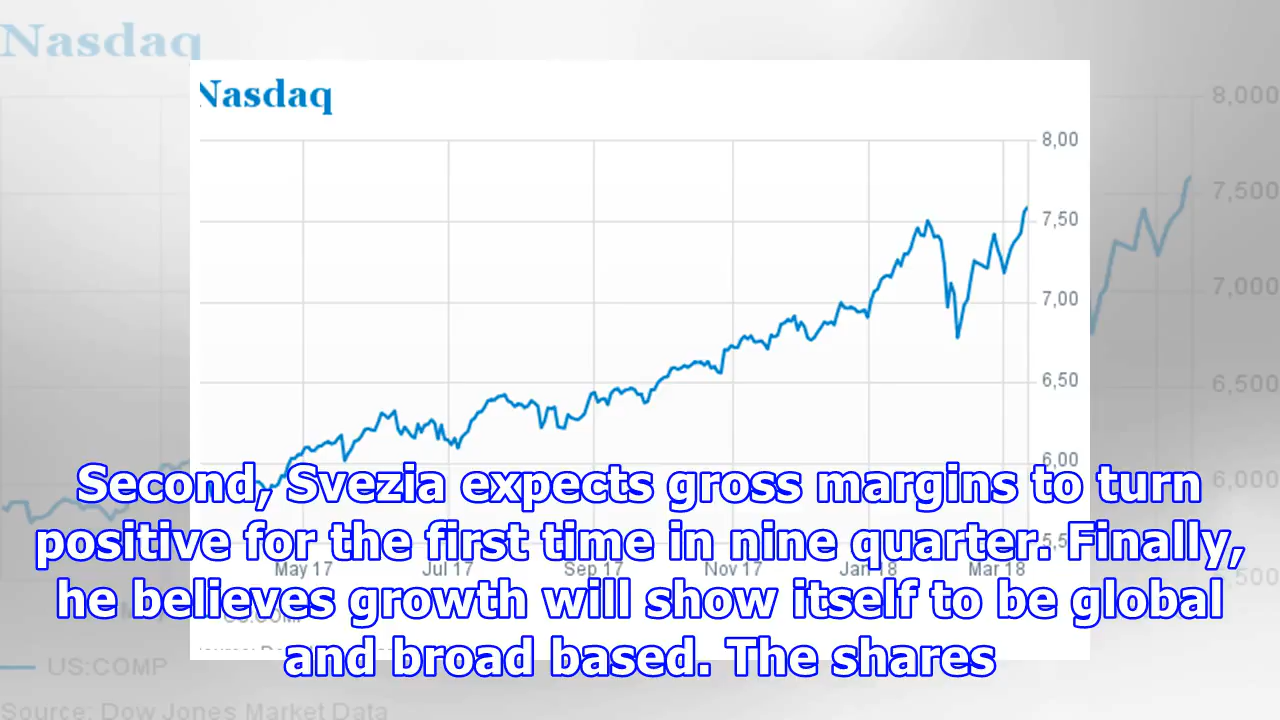 Nasdaq
8,000
7,500
7,000
6,500
6,000
500
US:COMP
Source: Dow Jones Market Data
Nasdaq
8,00
7,50
7,00
6,50
6,00
5,5
May 17
Jul 17
Sep 17
Nov 17
Jan 18
Mar 18
Second, Svezia expects gross margins to turn
positive for the first time in nine quarter. Finally,
he believes growth will show itself to be global
and broad based. The shares